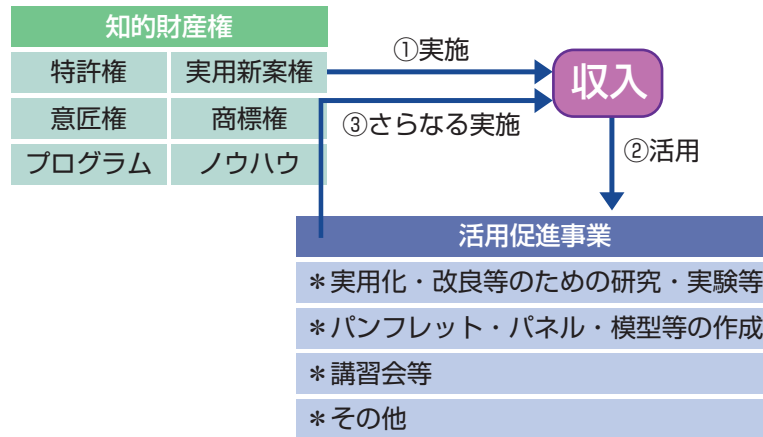 知的財産権
特許権 実用新案権
意匠権 商標権
プログラム ノウハウ
①実施
収入
③さらなる実施
②活用
活用促進事業
＊実用化・改良等のための研究・実験等
＊パンフレット・パネル・模型等の作成
＊講習会等
＊その他